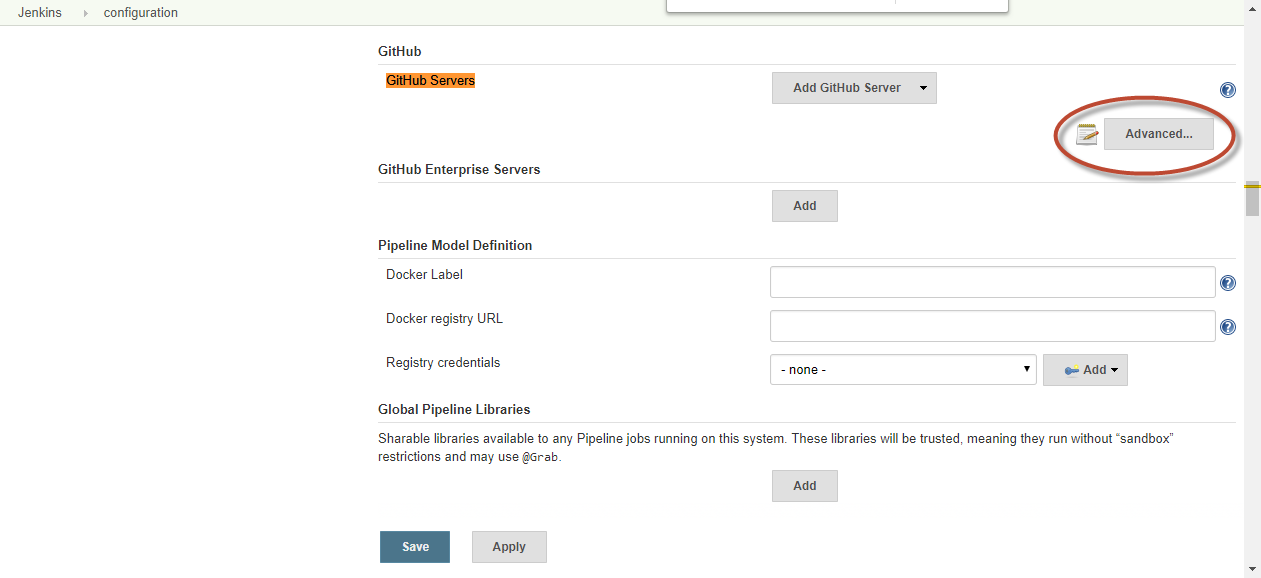 Jenkins
configuration
GitHub
GitHub Servers
Add GitHub Server
Advanced...
GitHub Enterprise Servers
Add
Pipeline Model Definition
Docker Label
Docker registry URL
Registry credentials
- none -
Add
Global Pipeline Libraries
Sharable libraries available to any Pipeline jobs running on this system. These libraries will be trusted, meaning they run without “sandbox”
restrictions and may use @Grab.
Add
Save
Apply